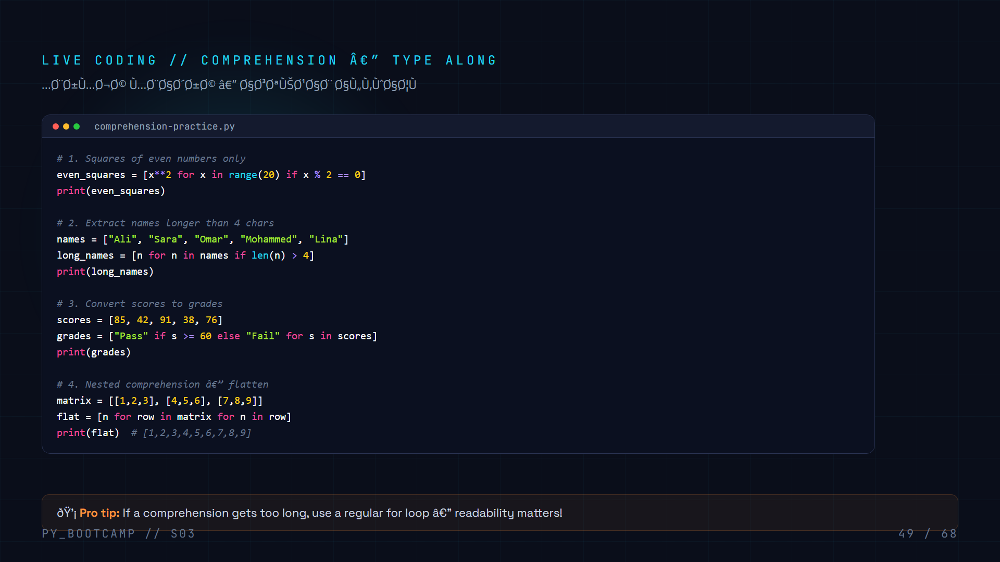 LIVE CODING // COMPREHENSION Â€” TYPE ALONG
…Ø¨Ø±Ù…Ø¬Ø© Ù…Ø¨Ø§Ø´Ø±Ø© â€” Ø§Ø³ØªÙŠØ¹Ø§Ø¨ Ø§Ù„Ù‚ÙˆØ§Ø¦Ù
comprehension-practice.py
# 1. Squares of even numbers only
even_squares = [x**2 for x in range(20) if x % 2 == 0]
print(even_squares)
# 2. Extract names longer than 4 chars
names = ["Ali", "Sara", "Omar", "Mohammed", "Lina"]
long_names = [n for n in names if len(n) > 4]
print(long_names)
# 3. Convert scores to grades
scores = [85, 42, 91, 38, 76]
grades = ["Pass" if s >= 60 else "Fail" for s in scores]
print(grades)
# 4. Nested comprehension â€” flatten
matrix = [[1,2,3], [4,5,6], [7,8,9]]
flat = [n for row in matrix for n in row]
print(flat)  # [1,2,3,4,5,6,7,8,9]
ðŸ’¡ Pro tip: If a comprehension gets too long, use a regular for loop â€” readability matters!
PY_BOOTCAMP // S03
49 / 68